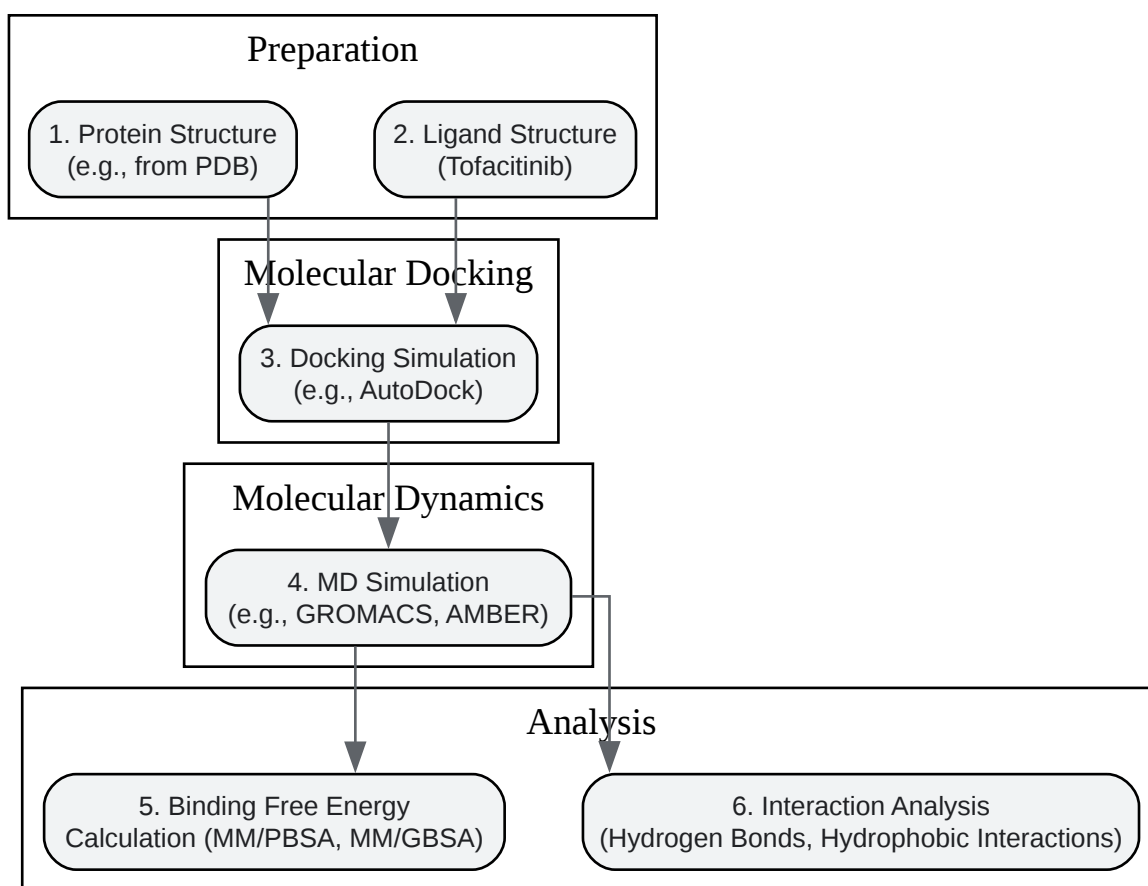 Preparation
1. Protein Structure
(e.g., from PDB)
2. Ligand Structure
(Tofacitinib)
Molecular Docking
3. Docking Simulation
(e.g., AutoDock)
Molecular Dynamics
4. MD Simulation
(e.g., GROMACS, AMBER)
Analysis
5. Binding Free Energy
Calculation (MM/PBSA, MM/GBSA)
6. Interaction Analysis
(Hydrogen Bonds, Hydrophobic Interactions)